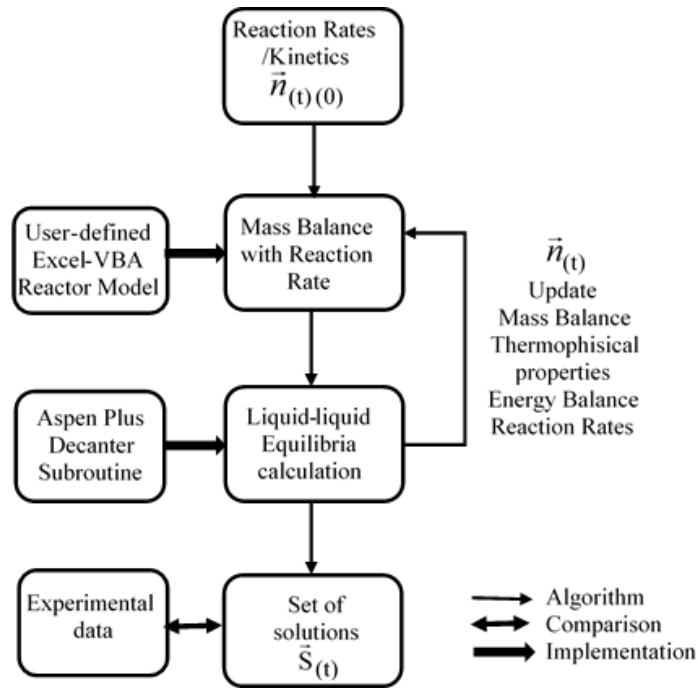 Reaction Rates
/Kinetics
n⃗(t)(0)
User-defined
Excel-VBA
Reactor Model
Mass Balance
with Reaction
Rate
n⃗(t)
Update
Mass Balance
Thermophisical
properties
Energy Balance
Reaction Rates
Aspen Plus
Decanter
Subroutine
Liquid-liquid
Equilibria
calculation
Experimental
data
Set of
solutions
S⃗(t)
Algorithm
Comparison
Implementation